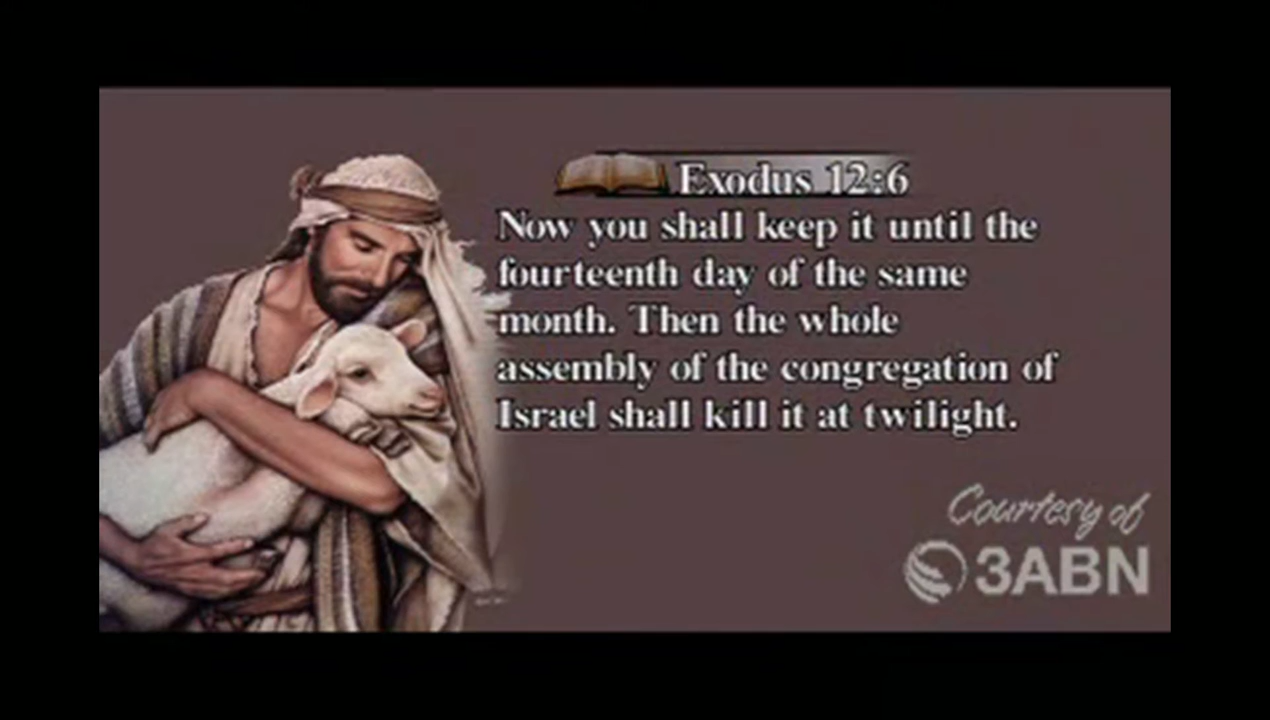 Exodus 12:6
Now you shall keep it until the
fourteenth day of the same
month. Then the whole
assembly of the congregation of
Israel shall kill it at twilight.
Courtesy of
3ABN